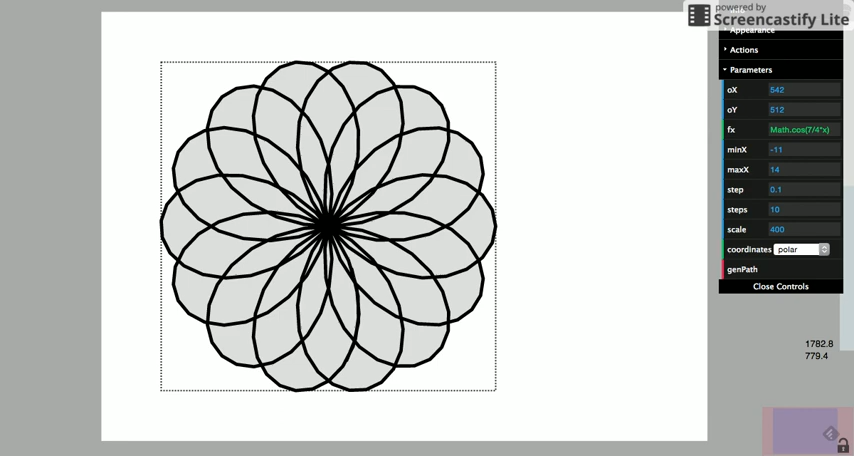 powered by
Screencastify Lite
Appearance
Actions
Parameters
oX 542
oY 512
fx Math.cos(7/4*x)
minX -11
maxX 14
step 0.1
steps 10
scale 400
coordinates polar
genPath
Close Controls
1782.8
779.4